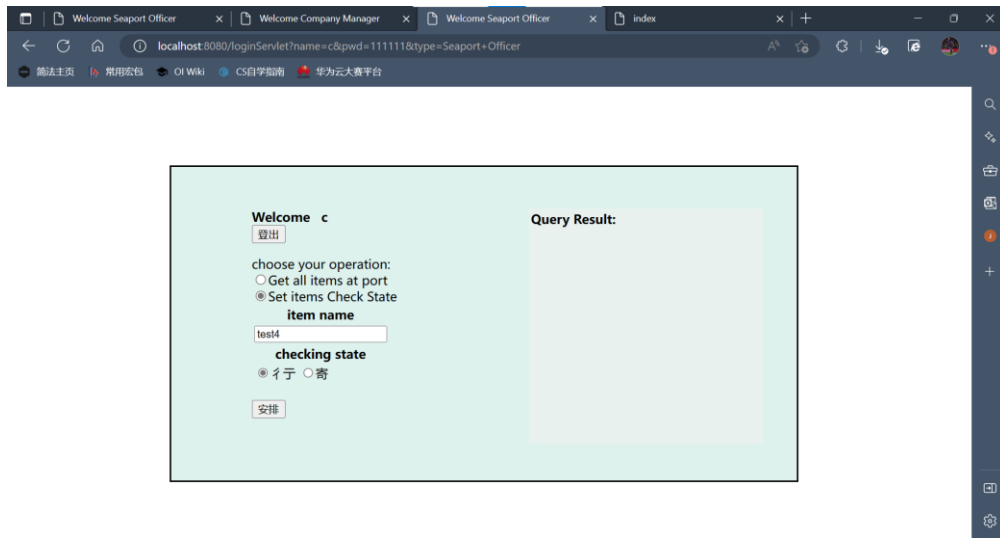 Welcome Seaport Officer
Welcome Company Manager
Welcome Seaport Officer
index
localhost:8080/loginServlet?name=c&pwd=111111&type=Seaport+Officer
简法主页 常用宏包 OI Wiki CS自学指南 华为云大赛平台
Welcome c
登出
choose your operation:
Get all items at port
Set items Check State
item name
test4
checking state
彳亍 寄
安排
Query Result: